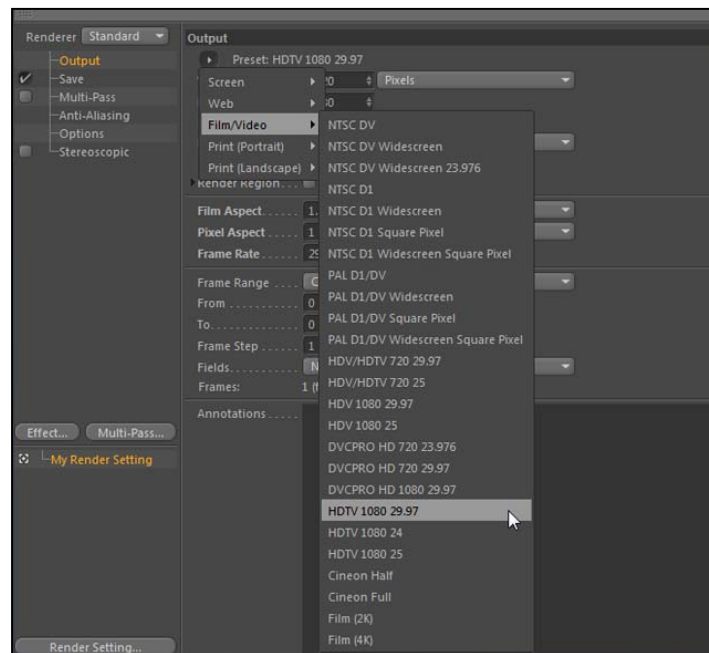 Renderer Standard
Output
Save
Multi-Pass
Anti-Aliasing
Options
Stereoscopic
Effect... Multi-Pass...
My Render Setting
Render Setting...
Output
Preset: HDTV 1080 29.97
Screen
Web
Film/Video
Print (Portrait)
Print (Landscape)
Pixels
Render Region...
Film Aspect......
Pixel Aspect...... 1
Frame Rate.......
Frame Range ....
From........... 0
To............. 0
Frame Step ...... 1
Fields..........
Frames:
Annotations.....
NTSC DV
NTSC DV Widescreen
NTSC DV Widescreen 23.976
NTSC D1
NTSC D1 Widescreen
NTSC D1 Square Pixel
NTSC D1 Widescreen Square Pixel
PAL D1/DV
PAL D1/DV Widescreen
PAL D1/DV Square Pixel
PAL D1/DV Widescreen Square Pixel
HDV/HDTV 720 29.97
HDV/HDTV 720 25
HDV 1080 29.97
HDV 1080 25
DVCPRO HD 720 23.976
DVCPRO HD 720 29.97
DVCPRO HD 1080 29.97
HDTV 1080 29.97
HDTV 1080 24
HDTV 1080 25
Cineon Half
Cineon Full
Film (2K)
Film (4K)